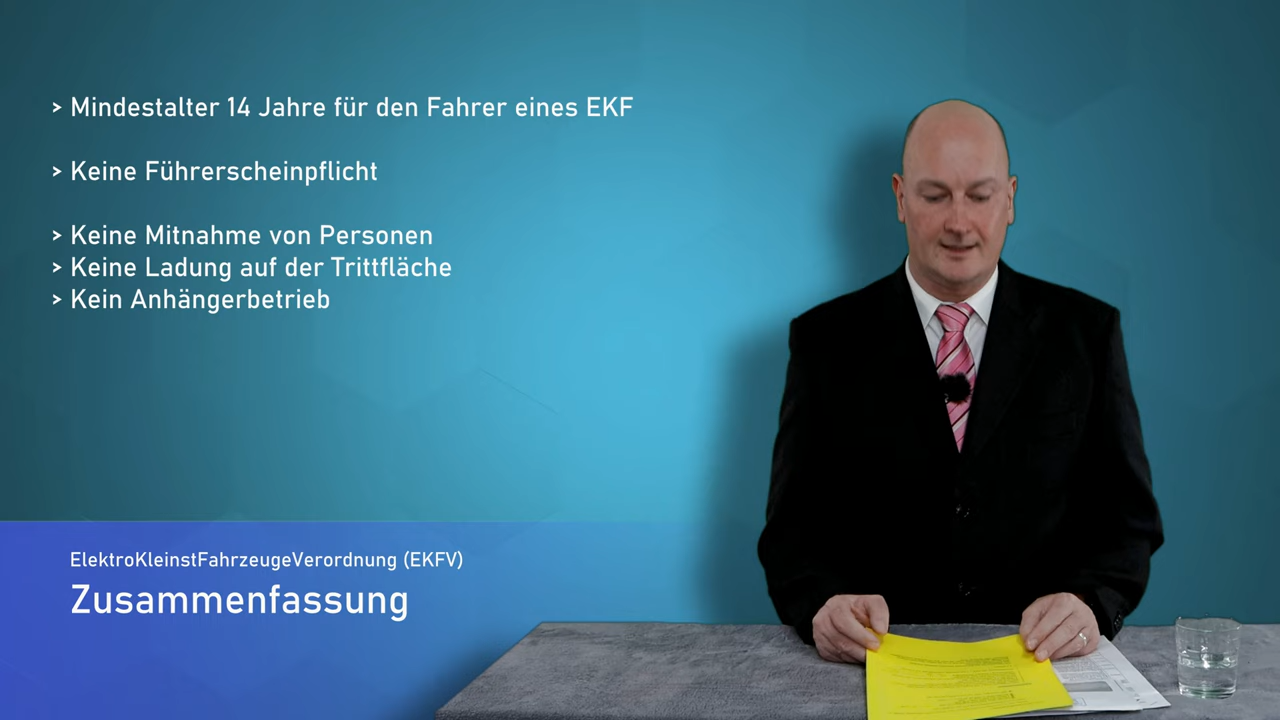 > Mindestalter 14 Jahre für den Fahrer eines EKF
> Keine Führerscheinpflicht
> Keine Mitnahme von Personen
> Keine Ladung auf der Trittfläche
> Kein Anhängerbetrieb
ElektroKleinstFahrzeugeVerordnung (EKFV)
Zusammenfassung